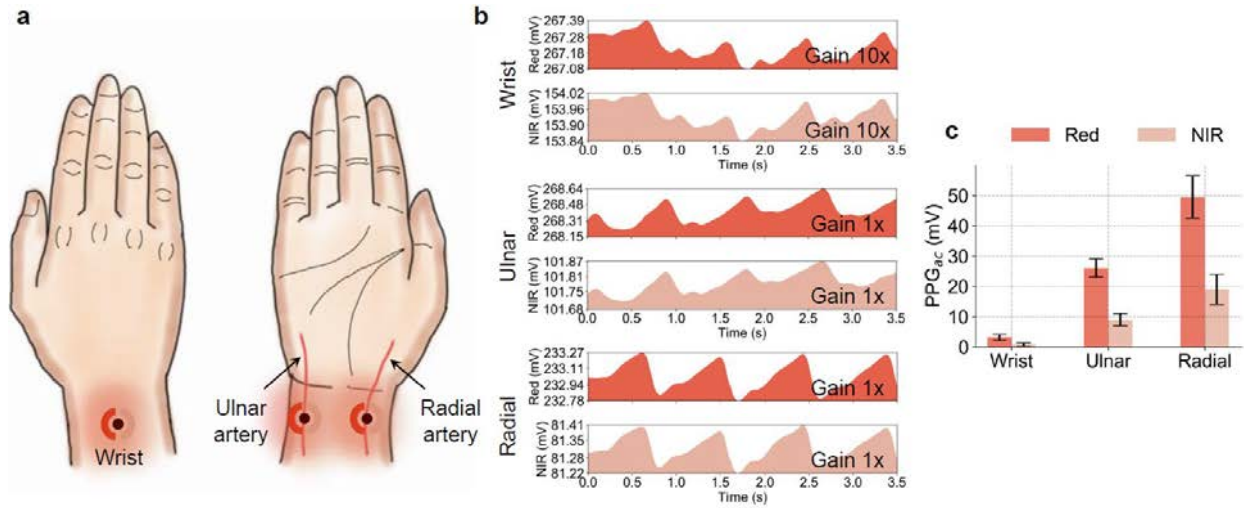 a
Wrist
Ulnar
artery
Radial
artery
b
Wrist
Red (mV)
267.39
267.28
267.18
267.08
Gain 10x
NIR (mV)
154.02
153.96
153.90
153.84
Gain 10x
0.0 0.5 1.0 1.5 2.0 2.5 3.0 3.5
Time (s)
Ulnar
Red (mV)
268.64
268.48
268.31
268.15
Gain 1x
NIR (mV)
101.87
101.81
101.75
101.68
Gain 1x
0.0 0.5 1.0 1.5 2.0 2.5 3.0 3.5
Time (s)
Radial
Red (mV)
233.27
233.11
232.94
232.78
Gain 1x
NIR (mV)
81.41
81.35
81.28
81.22
Gain 1x
0.0 0.5 1.0 1.5 2.0 2.5 3.0 3.5
Time (s)
c
Red NIR
PPGac (mV)
50
40
30
20
10
0
Wrist Ulnar Radial